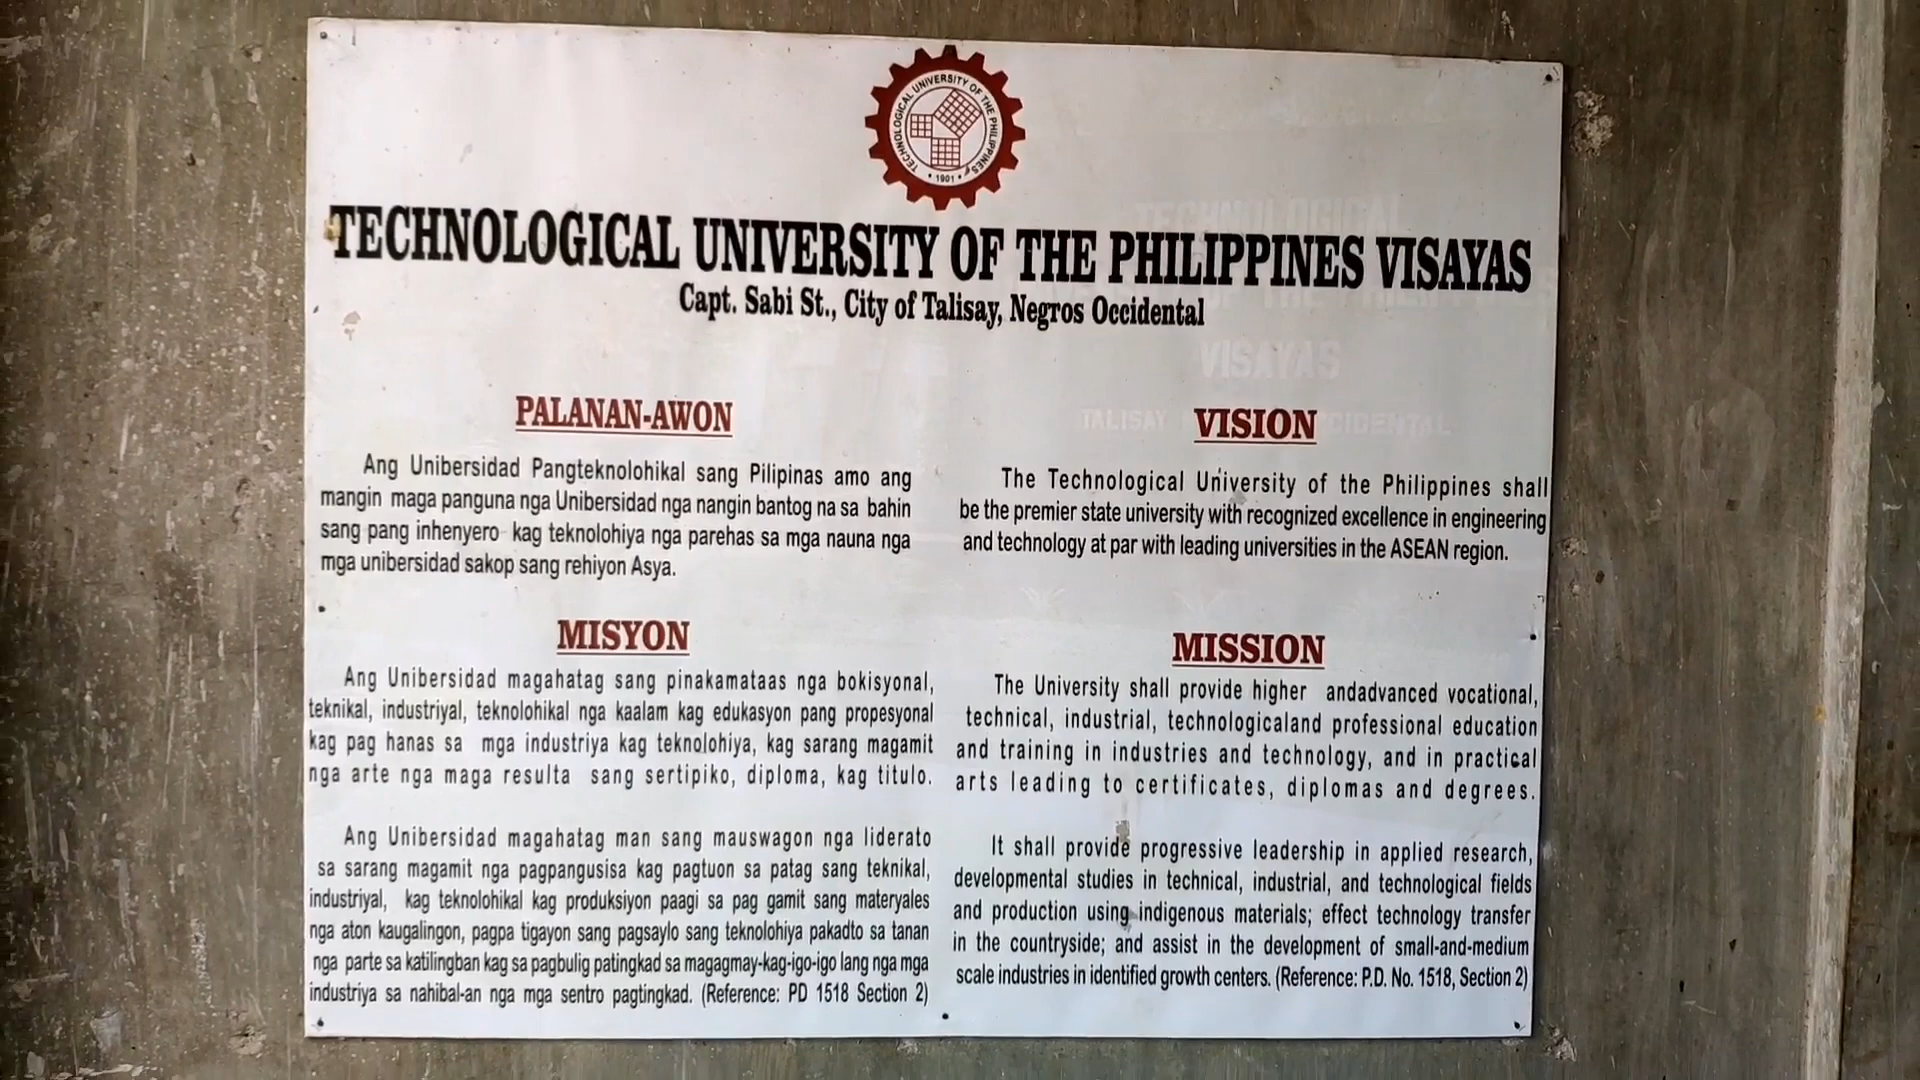 TECHNOLOGICAL UNIVERSITY OF THE PHILIPPINES
• 1901 •
TECHNOLOGICAL UNIVERSITY OF THE PHILIPPINES VISAYAS
Capt. Sabi St., City of Talisay, Negros Occidental
PALANAN-AWON
Ang Unibersidad Pangteknolohikal sang Pilipinas amo ang
mangin maga panguna nga Unibersidad nga nangin bantog na sa bahin
sang pang inhenyero kag teknolohiya nga parehas sa mga nauna nga
mga unibersidad sakop sang rehiyon Asya.
MISYON
Ang Unibersidad magahatag sang pinakamataas nga bokisyonal,
teknikal, industriyal, teknolohikal nga kaalam kag edukasyon pang propesyonal
kag pag hanas sa mga industriya kag teknolohiya, kag sarang magamit
nga arte nga maga resulta sang sertipiko, diploma, kag titulo.
Ang Unibersidad magahatag man sang mauswagon nga liderato
sa sarang magamit nga pagpangusisa kag pagtuon sa patag sang teknikal,
industriyal, kag teknolohikal kag produksiyon paagi sa pag gamit sang materyales
nga aton kaugalingon, pagpa tigayon sang pagsaylo sang teknolohiya pakadto sa tanan
nga parte sa katilingban kag sa pagbulig patingkad sa magagmay-kag-igo-igo lang nga mga
industriya sa nahibal-an nga mga sentro pagtingkad. (Reference: PD 1518 Section 2)
VISION
The Technological University of the Philippines shall
be the premier state university with recognized excellence in engineering
and technology at par with leading universities in the ASEAN region.
MISSION
The University shall provide higher andadvanced vocational,
technical, industrial, technologicaland professional education
and training in industries and technology, and in practical
arts leading to certificates, diplomas and degrees.
It shall provide progressive leadership in applied research,
developmental studies in technical, industrial, and technological fields
and production using indigenous materials; effect technology transfer
in the countryside; and assist in the development of small-and-medium
scale industries in identified growth centers. (Reference: P.D. No. 1518, Section 2)
TECHNOLOGICAL
VISAYAS
TALISAY